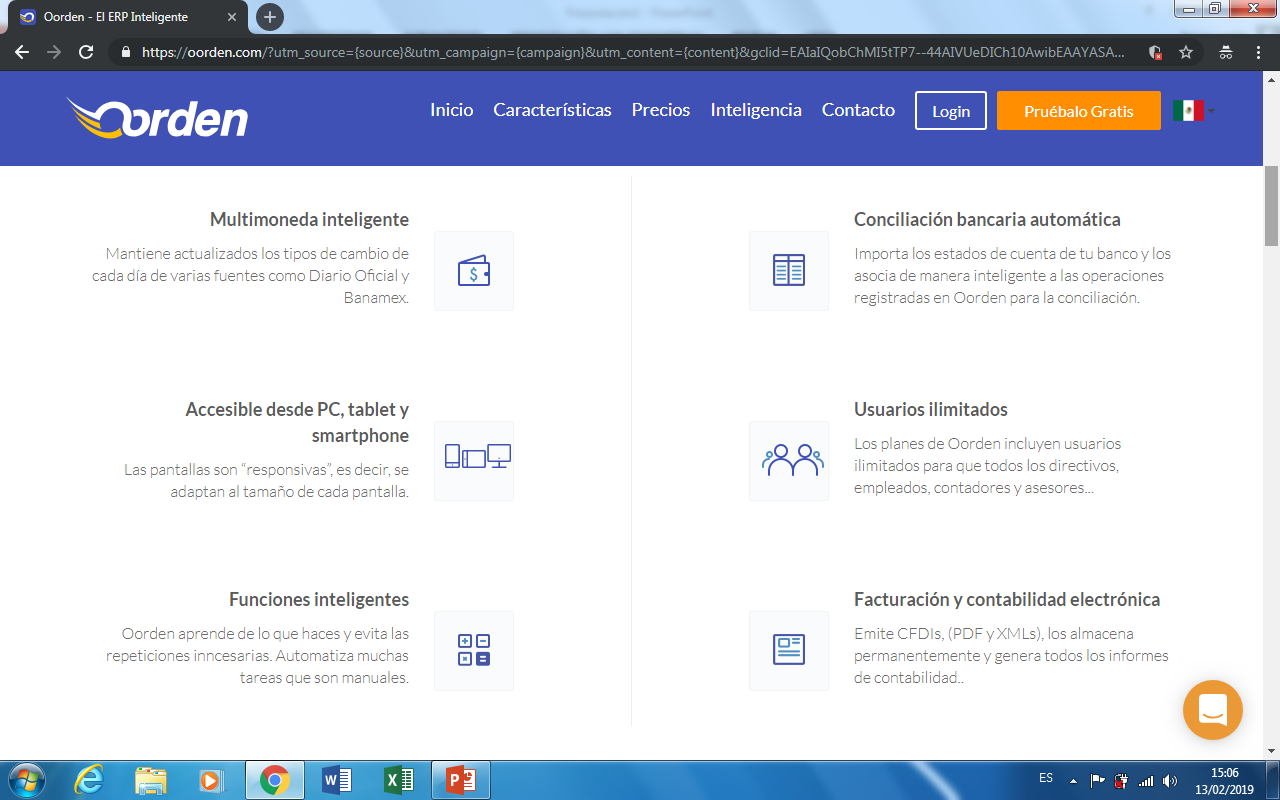 Oorden - El ERP Inteligente
https://oorden.com/?utm_source={source}&utm_campaign={campaign}&utm_content={content}&gclid=EAIaIQobChMI5tTP7--44AIVUeDICh10AwibEAAYASA...
Oorden
Inicio Características Precios Inteligencia Contacto Login Pruébalo Gratis
Multimoneda inteligente
Mantiene actualizados los tipos de cambio de
cada día de varias fuentes como Diario Oficial y
Banamex.
Conciliación bancaria automática
Importa los estados de cuenta de tu banco y los
asocia de manera inteligente a las operaciones
registradas en Oorden para la conciliación.
Accesible desde PC, tablet y
smartphone
Las pantallas son “responsivas”, es decir, se
adaptan al tamaño de cada pantalla.
Usuarios ilimitados
Los planes de Oorden incluyen usuarios
ilimitados para que todos los directivos,
empleados, contadores y asesores...
Funciones inteligentes
Oorden aprende de lo que haces y evita las
repeticiones inncesarias. Automatiza muchas
tareas que son manuales.
Facturación y contabilidad electrónica
Emite CFDIs, (PDF y XMLs), los almacena
permanentemente y genera todos los informes
de contabilidad..
ES
15:06
13/02/2019